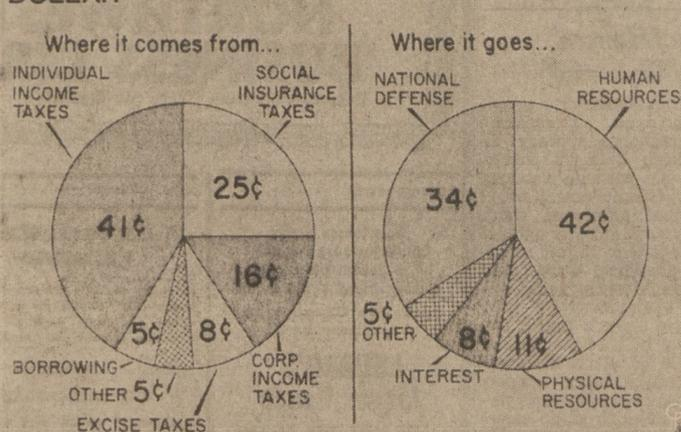 DOLLAR
Where it comes from...
INDIVIDUAL
INCOME
TAXES
SOCIAL
INSURANCE
TAXES
41¢
25¢
16¢
5¢
8¢
BORROWING
OTHER 5¢
EXCISE TAXES
CORP.
INCOME
TAXES
Where it goes...
NATIONAL
DEFENSE
HUMAN
RESOURCES
34¢
42¢
5¢
OTHER
8¢
11¢
INTEREST
PHYSICAL
RESOURCES